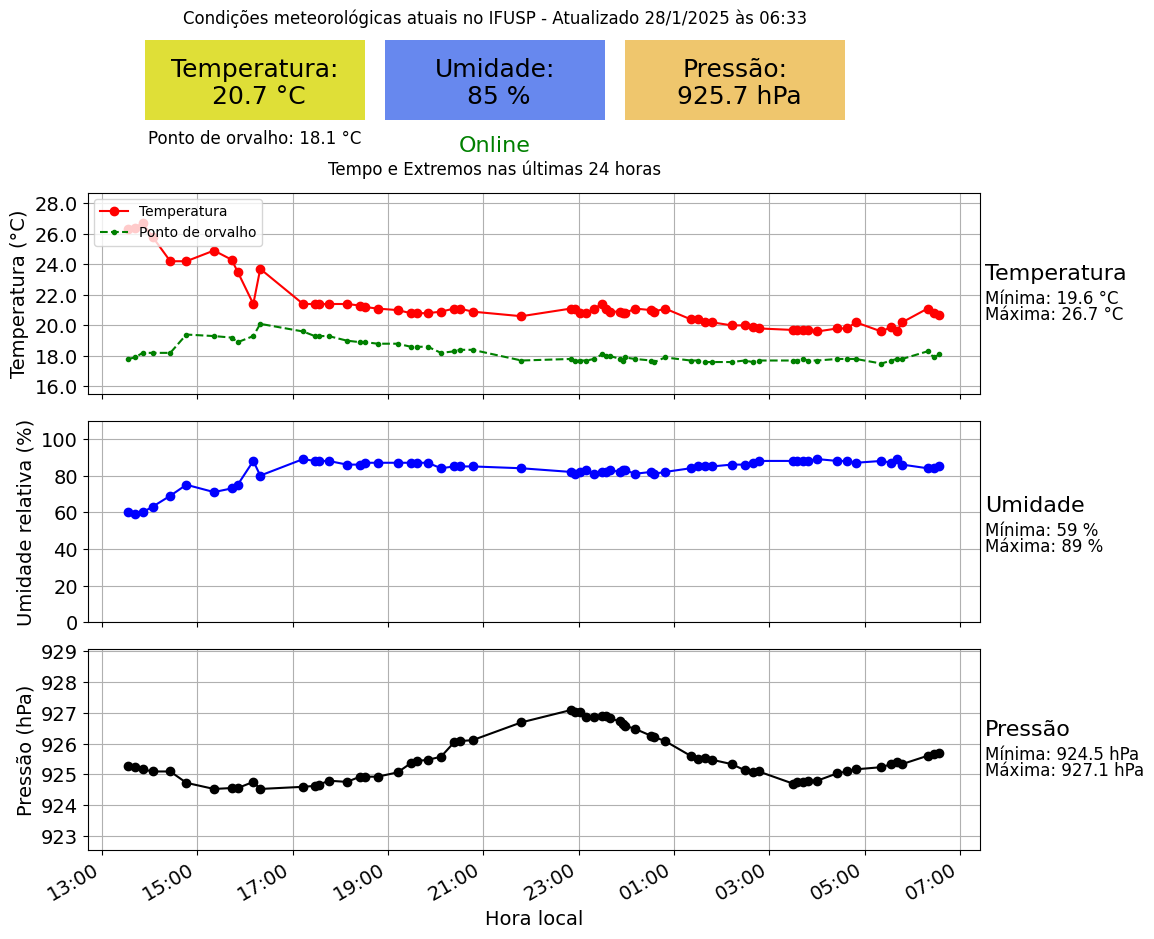 Condições meteorológicas atuais no IFUSP - Atualizado 28/1/2025 às 06:33
Temperatura:
20.7 °C
Umidade:
85 %
Pressão:
925.7 hPa
Ponto de orvalho: 18.1 °C
Online
Tempo e Extremos nas últimas 24 horas
Temperatura (°C)
28.0
26.0
24.0
22.0
20.0
18.0
16.0
Temperatura
Ponto de orvalho
Temperatura
Mínima: 19.6 °C
Máxima: 26.7 °C
Umidade relativa (%)
100
80
60
40
20
0
Umidade
Mínima: 59 %
Máxima: 89 %
Pressão (hPa)
929
928
927
926
925
924
923
Pressão
Mínima: 924.5 hPa
Máxima: 927.1 hPa
13:00 15:00 17:00 19:00 21:00 23:00 01:00 03:00 05:00 07:00
Hora local